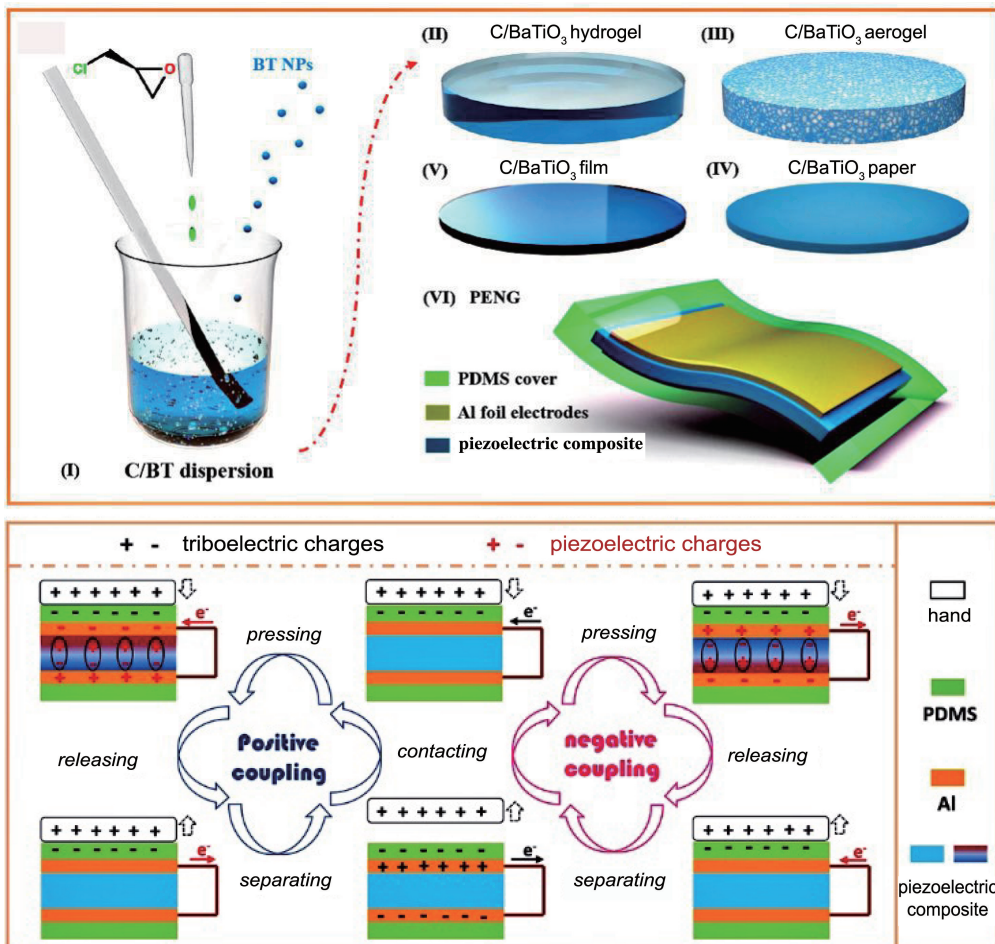 Cl
O
BT NPs
(I)
C/BT dispersion
(II)
C/BaTiO3 hydrogel
(III)
C/BaTiO3 aerogel
(V)
C/BaTiO3 film
(IV)
C/BaTiO3 paper
(VI) PENG
PDMS cover
Al foil electrodes
piezoelectric composite
+ - triboelectric charges
+ - piezoelectric charges
+ + + + + +
- - - - - -
- - - -
+ + + +
- - - -
+ + + +
- - - -
+ + + +
e-
pressing
+ + + + + +
- - - - - -
e-
pressing
+ + + + + +
- - - - - -
+ + + +
- - - -
+ + + +
- - - -
e-
releasing
Positive
coupling
contacting
negative
coupling
releasing
+ + + + + +
- - - - - -
e-
separating
+ + + + + +
- - - - - -
+ + + + + +
- - - - - -
e-
separating
+ + + + + +
- - - - - -
e-
hand
PDMS
Al
piezoelectric
composite